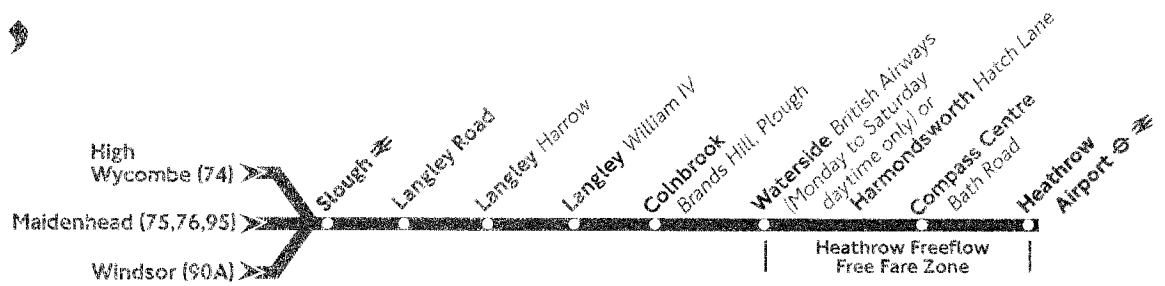 High
Wycombe (74)
Maidenhead (75,76,95)
Windsor (90A)
Slough
Langley Road
Langley Harrow
Langley William IV
Colnbrook
Brands Hill, Plough
Waterside British Airways
(Monday to Saturday
daytime only) or
Harmondsworth Hatch Lane
Compass Centre
Bath Road
Heathrow
Airport
Heathrow Freeflow
Free Fare Zone